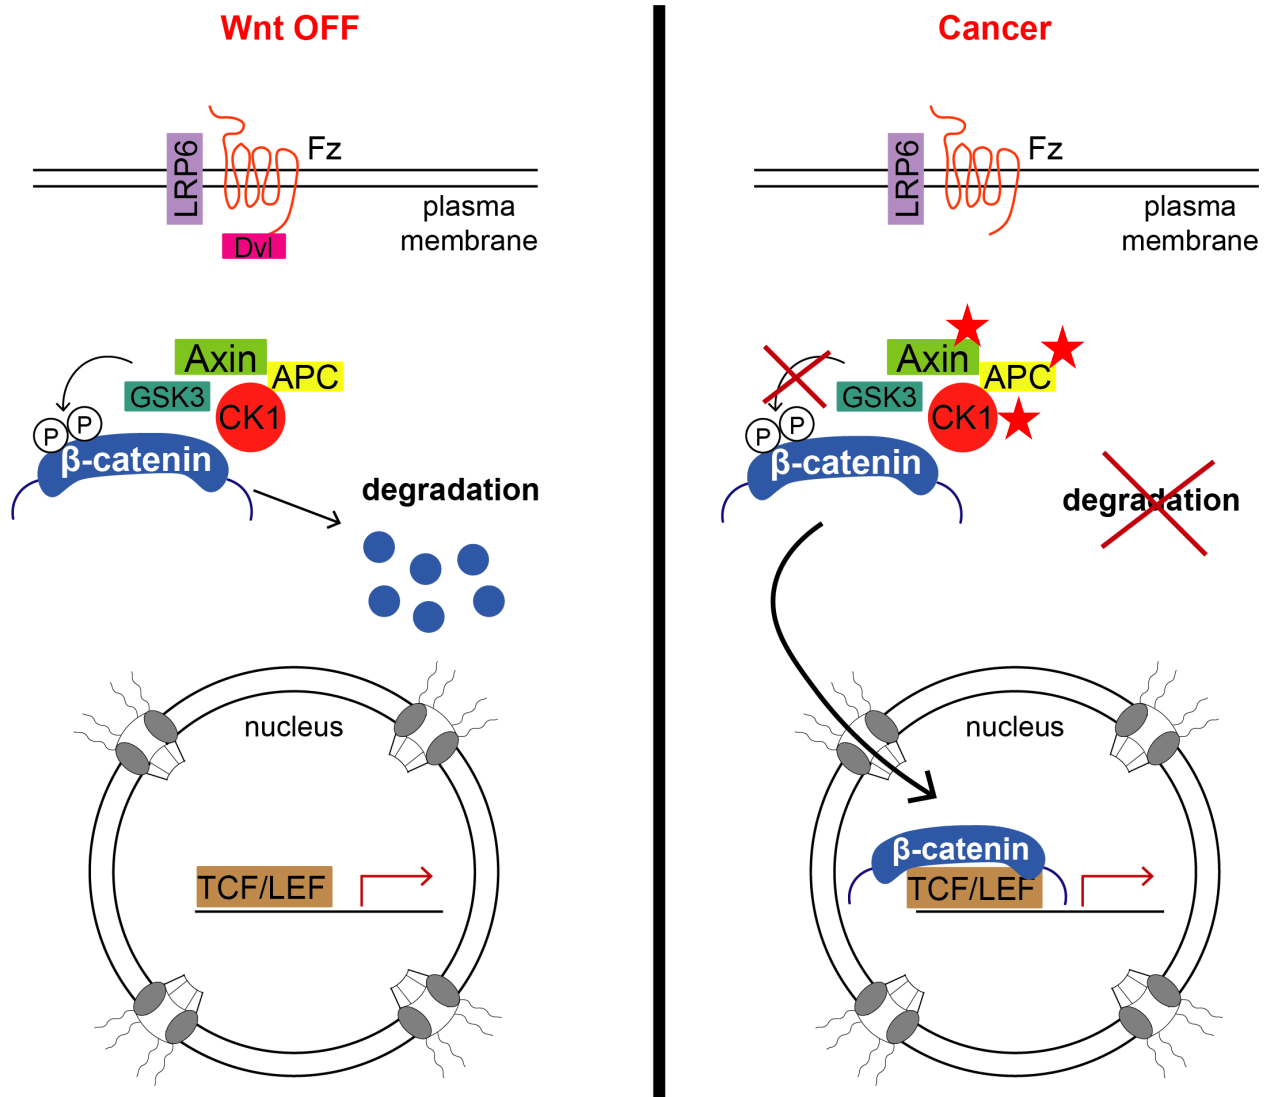 Wnt OFF
LRP6
Fz
plasma
membrane
Dvl
Axin
APC
GSK3
CK1
P
P
β-catenin
degradation
nucleus
TCF/LEF
Cancer
LRP6
Fz
plasma
membrane
Axin
APC
GSK3
CK1
P
P
β-catenin
degradation
nucleus
β-catenin
TCF/LEF